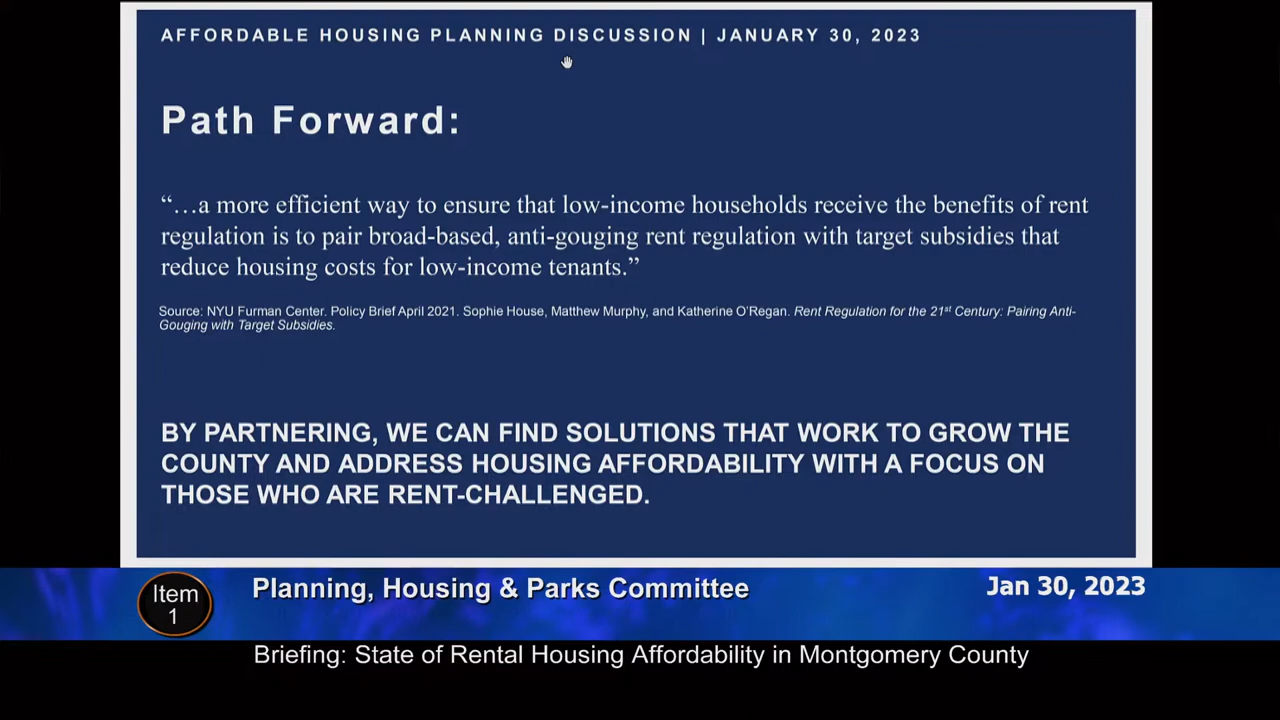 AFFORDABLE HOUSING PLANNING DISCUSSION | JANUARY 30, 2023
Path Forward:
“…a more efficient way to ensure that low-income households receive the benefits of rent
regulation is to pair broad-based, anti-gouging rent regulation with target subsidies that
reduce housing costs for low-income tenants.”
Source: NYU Furman Center. Policy Brief April 2021. Sophie House, Matthew Murphy, and Katherine O’Regan. Rent Regulation for the 21st Century: Pairing Anti-
Gouging with Target Subsidies.
BY PARTNERING, WE CAN FIND SOLUTIONS THAT WORK TO GROW THE
COUNTY AND ADDRESS HOUSING AFFORDABILITY WITH A FOCUS ON
THOSE WHO ARE RENT-CHALLENGED.
Item
1
Planning, Housing & Parks Committee
Jan 30, 2023
Briefing: State of Rental Housing Affordability in Montgomery County